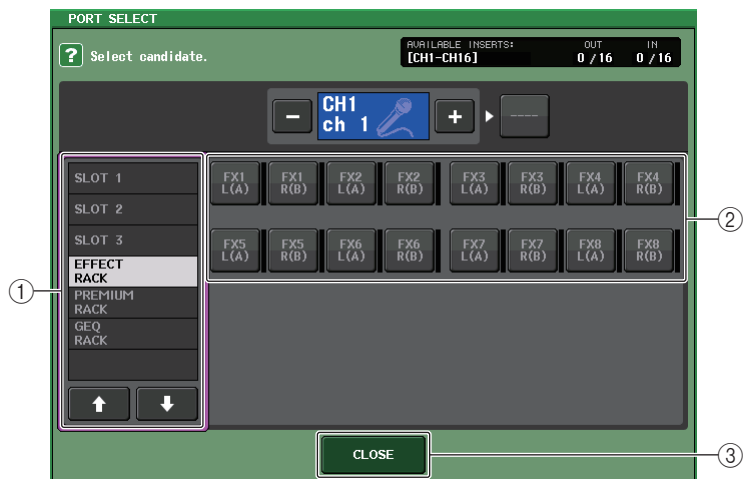 PORT SELECT
? Select candidate.
AVAILABLE INSERTS: OUT IN
[CH1-CH16] 0 /16 0 /16
−
CH1
ch 1
+
----
SLOT 1
SLOT 2
SLOT 3
EFFECT
RACK
PREMIUM
RACK
GEQ
RACK
FX1 FX1 FX2 FX2 FX3 FX3 FX4 FX4
L(A) R(B) L(A) R(B) L(A) R(B) L(A) R(B)
FX5 FX5 FX6 FX6 FX7 FX7 FX8 FX8
L(A) R(B) L(A) R(B) L(A) R(B) L(A) R(B)
CLOSE
①
②
③